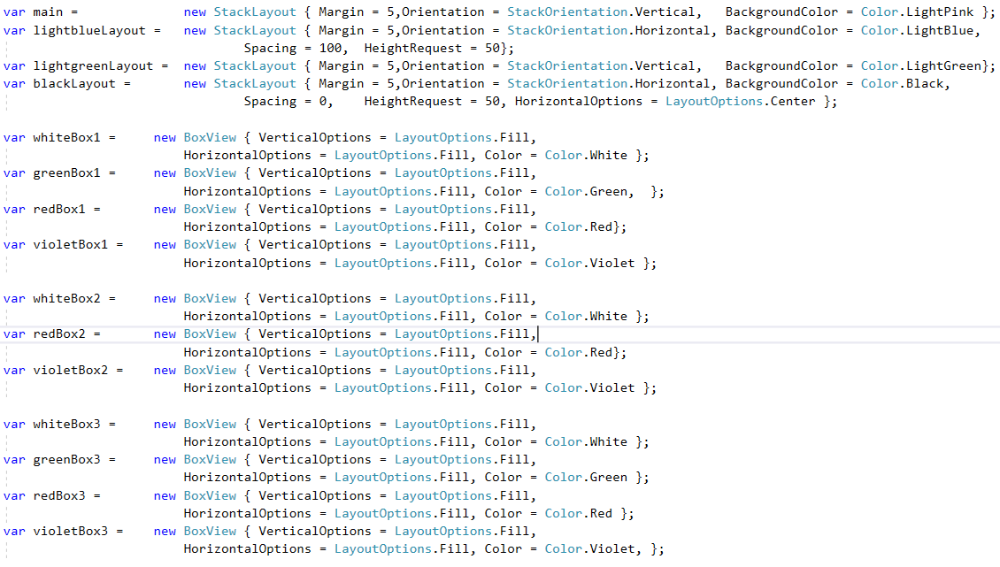 var main =              new StackLayout { Margin = 5,Orientation = StackOrientation.Vertical,   BackgroundColor = Color.LightPink };
var lightblueLayout =   new StackLayout { Margin = 5,Orientation = StackOrientation.Horizontal, BackgroundColor = Color.LightBlue,
                                Spacing = 100,  HeightRequest = 50};
var lightgreenLayout =  new StackLayout { Margin = 5,Orientation = StackOrientation.Vertical,   BackgroundColor = Color.LightGreen};
var blackLayout =       new StackLayout { Margin = 5,Orientation = StackOrientation.Horizontal, BackgroundColor = Color.Black,
                                Spacing = 0,    HeightRequest = 50, HorizontalOptions = LayoutOptions.Center };
var whiteBox1 =     new BoxView { VerticalOptions = LayoutOptions.Fill,
                        HorizontalOptions = LayoutOptions.Fill, Color = Color.White };
var greenBox1 =     new BoxView { VerticalOptions = LayoutOptions.Fill,
                        HorizontalOptions = LayoutOptions.Fill, Color = Color.Green,  };
var redBox1 =       new BoxView { VerticalOptions = LayoutOptions.Fill,
                        HorizontalOptions = LayoutOptions.Fill, Color = Color.Red};
var violetBox1 =    new BoxView { VerticalOptions = LayoutOptions.Fill,
                        HorizontalOptions = LayoutOptions.Fill, Color = Color.Violet };
var whiteBox2 =     new BoxView { VerticalOptions = LayoutOptions.Fill,
                        HorizontalOptions = LayoutOptions.Fill, Color = Color.White };
var redBox2 =       new BoxView { VerticalOptions = LayoutOptions.Fill,
                        HorizontalOptions = LayoutOptions.Fill, Color = Color.Red};
var violetBox2 =    new BoxView { VerticalOptions = LayoutOptions.Fill,
                        HorizontalOptions = LayoutOptions.Fill, Color = Color.Violet };
var whiteBox3 =     new BoxView { VerticalOptions = LayoutOptions.Fill,
                        HorizontalOptions = LayoutOptions.Fill, Color = Color.White };
var greenBox3 =     new BoxView { VerticalOptions = LayoutOptions.Fill,
                        HorizontalOptions = LayoutOptions.Fill, Color = Color.Green };
var redBox3 =       new BoxView { VerticalOptions = LayoutOptions.Fill,
                        HorizontalOptions = LayoutOptions.Fill, Color = Color.Red };
var violetBox3 =    new BoxView { VerticalOptions = LayoutOptions.Fill,
                        HorizontalOptions = LayoutOptions.Fill, Color = Color.Violet, };